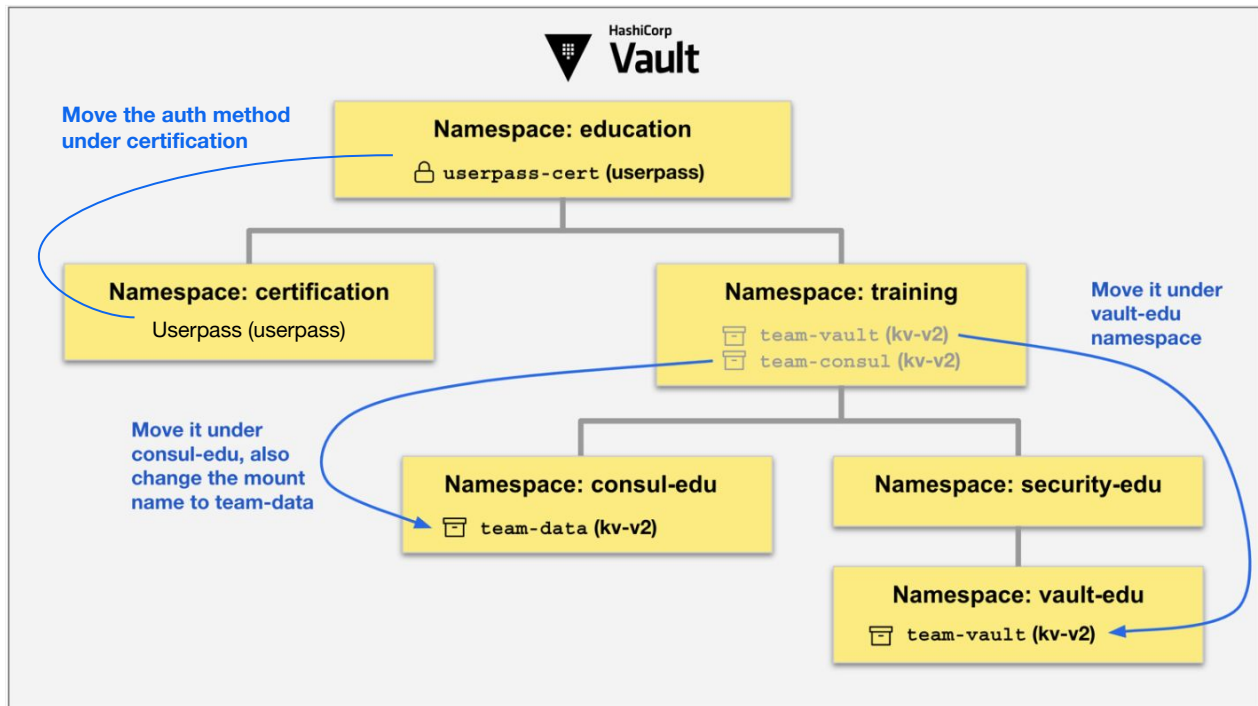 HashiCorp
Vault
Move the auth method
under certification
Namespace: education
userpass-cert (userpass)
Namespace: certification
Userpass (userpass)
Namespace: training
team-vault (kv-v2)
team-consul (kv-v2)
Move it under
vault-edu
namespace
Move it under
consul-edu, also
change the mount
name to team-data
Namespace: consul-edu
team-data (kv-v2)
Namespace: security-edu
Namespace: vault-edu
team-vault (kv-v2)